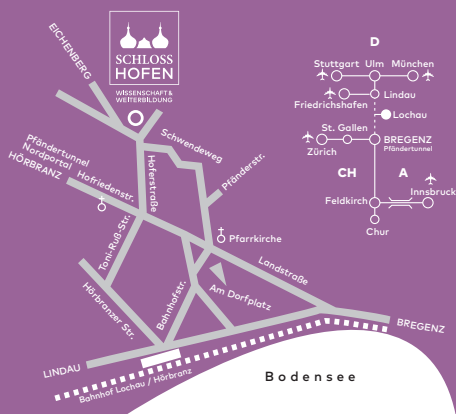 SCHLOSS
HOFEN
WISSENSCHAFT &
WEITERBILDUNG
EICHENBERG
Schwendeweg
Pfändertunnel
Nordportal
HÖRBRANZ
Hofriedenstr.
Hoferstraße
Pfänderstr.
Toni-Ruß-Str.
Pfarrkirche
Landstraße
Am Dorfplatz
Hörbranzer Str.
Bahnhofstr.
LINDAU
Bahnhof Lochau / Hörbranz
BREGENZ
Bodensee
D
Stuttgart Ulm München
Lindau
Friedrichshafen
Lochau
St. Gallen
BREGENZ
Pfändertunnel
Zürich
CH A
Innsbruck
Feldkirch
Chur